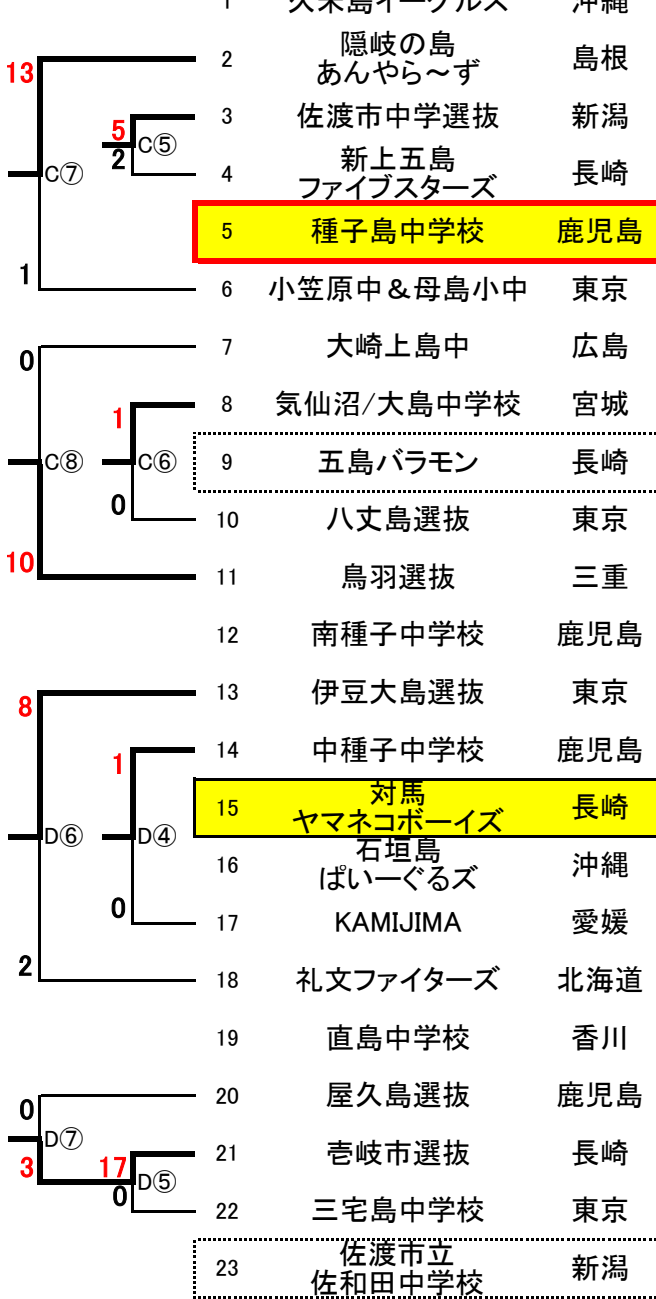 1 久米島イーグルス 沖縄
13 2 隠岐の島 島根
あんやら～ず
3 佐渡市中学選抜 新潟
5 C⑤
2
C⑦ 4 新上五島 長崎
ファイブスターズ
5 種子島中学校 鹿児島
1 6 小笠原中＆母島小中 東京
0 7 大崎上島中 広島
1 8 気仙沼/大島中学校 宮城
C⑧ C⑥ 9 五島バラモン 長崎
0 10 八丈島選抜 東京
10 11 鳥羽選抜 三重
12 南種子中学校 鹿児島
8 13 伊豆大島選抜 東京
1 14 中種子中学校 鹿児島
D⑥ D④ 15 対馬 長崎
ヤマネコボーイズ
16 石垣島 沖縄
ぱいーぐるズ
0 17 KAMIJIMA 愛媛
2 18 礼文ファイターズ 北海道
19 直島中学校 香川
0 20 屋久島選抜 鹿児島
D⑦
3 17 21 壱岐市選抜 長崎
D⑤
0 22 三宅島中学校 東京
23 佐渡市立 新潟
佐和田中学校